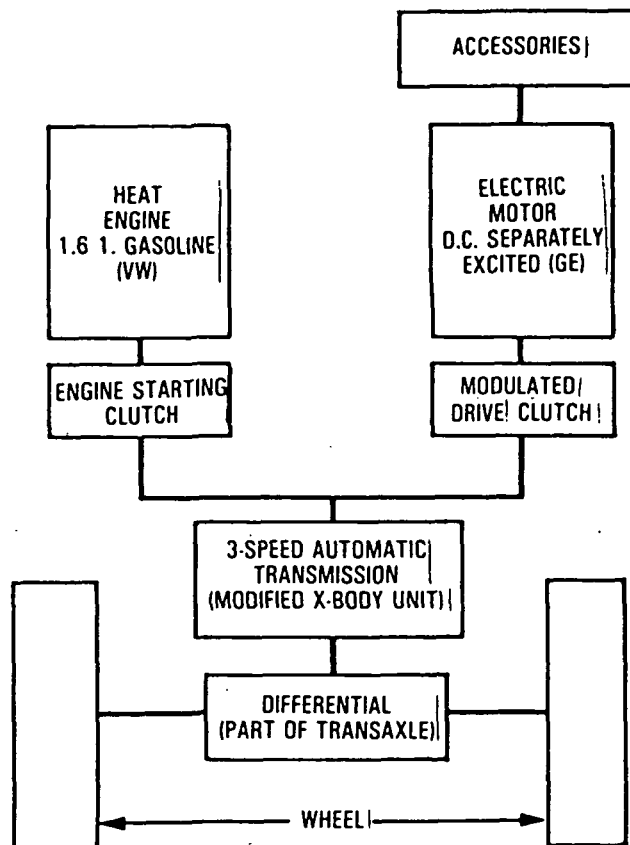 ACCESSORIES
HEAT
ENGINE
1.6 1. GASOLINE
(VW)
ELECTRIC
MOTOR
D.C. SEPARATELY
EXCITED (GE)
ENGINE STARTING
CLUTCH
MODULATED/
DRIVE CLUTCH
3-SPEED AUTOMATIC
TRANSMISSION
(MODIFIED X-BODY UNIT)
DIFFERENTIAL
(PART OF TRANSAXLE)
WHEEL